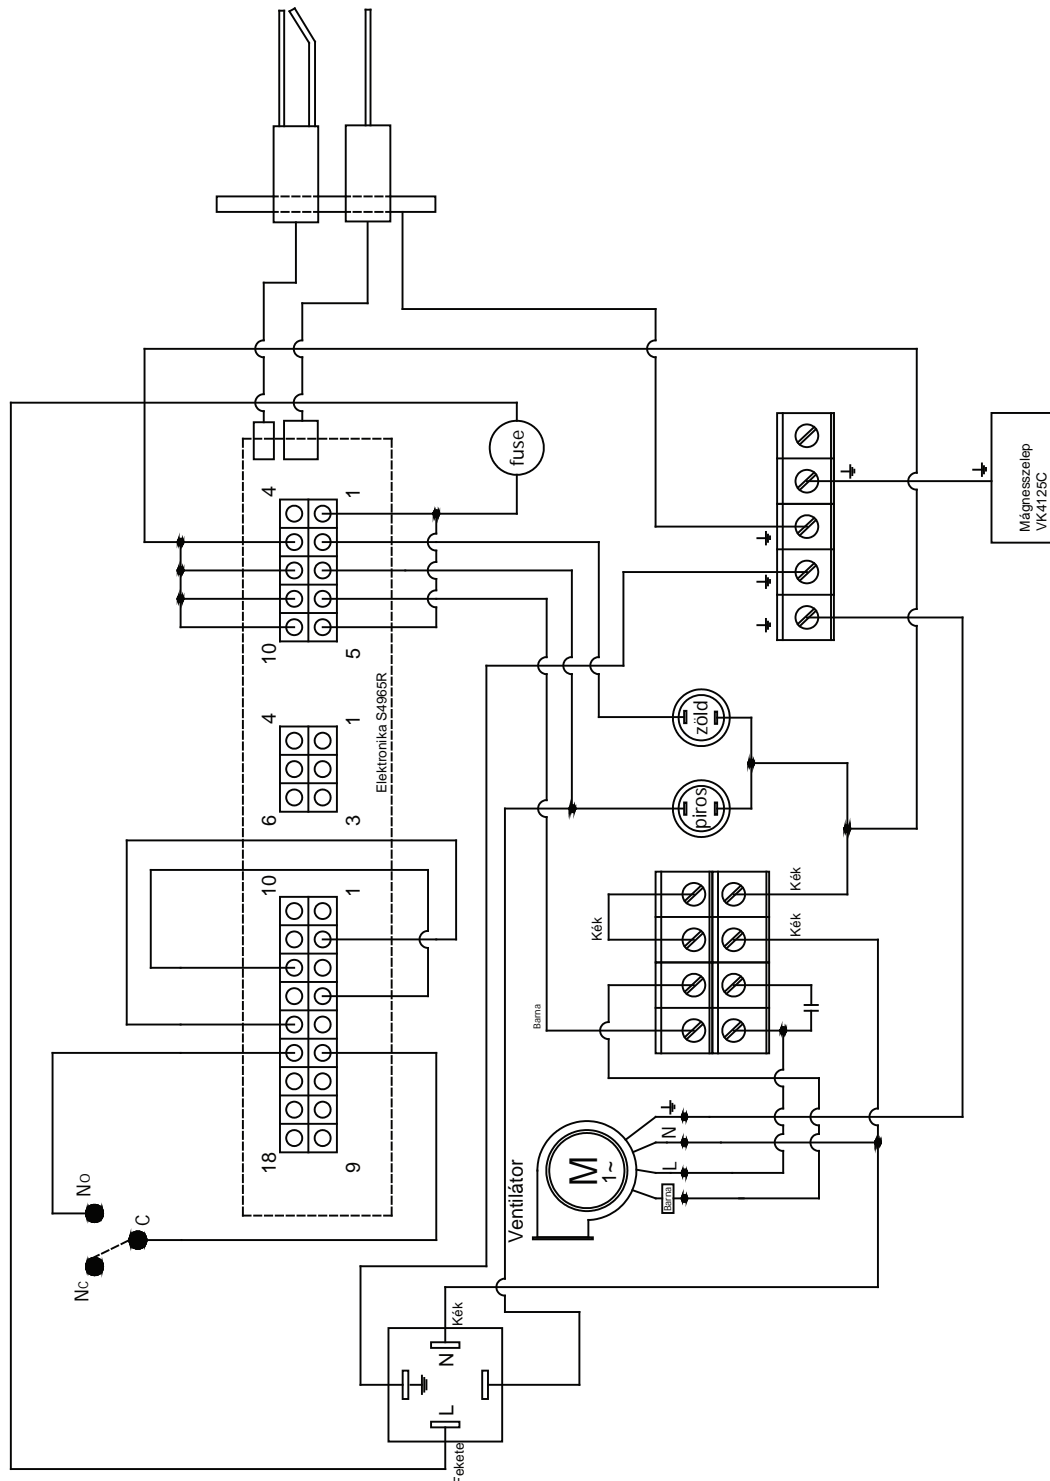 fuse
4
1
10
5
Elektronika S4965R
4
1
6
3
10
1
18
9
No
C
Nc
zöld
piros
Mágnesszelep
VK4125C
Kék
Kék
Kék
Barna
N
L
Barna
M
1~
Ventilátor
Kék
N
L
Fekete